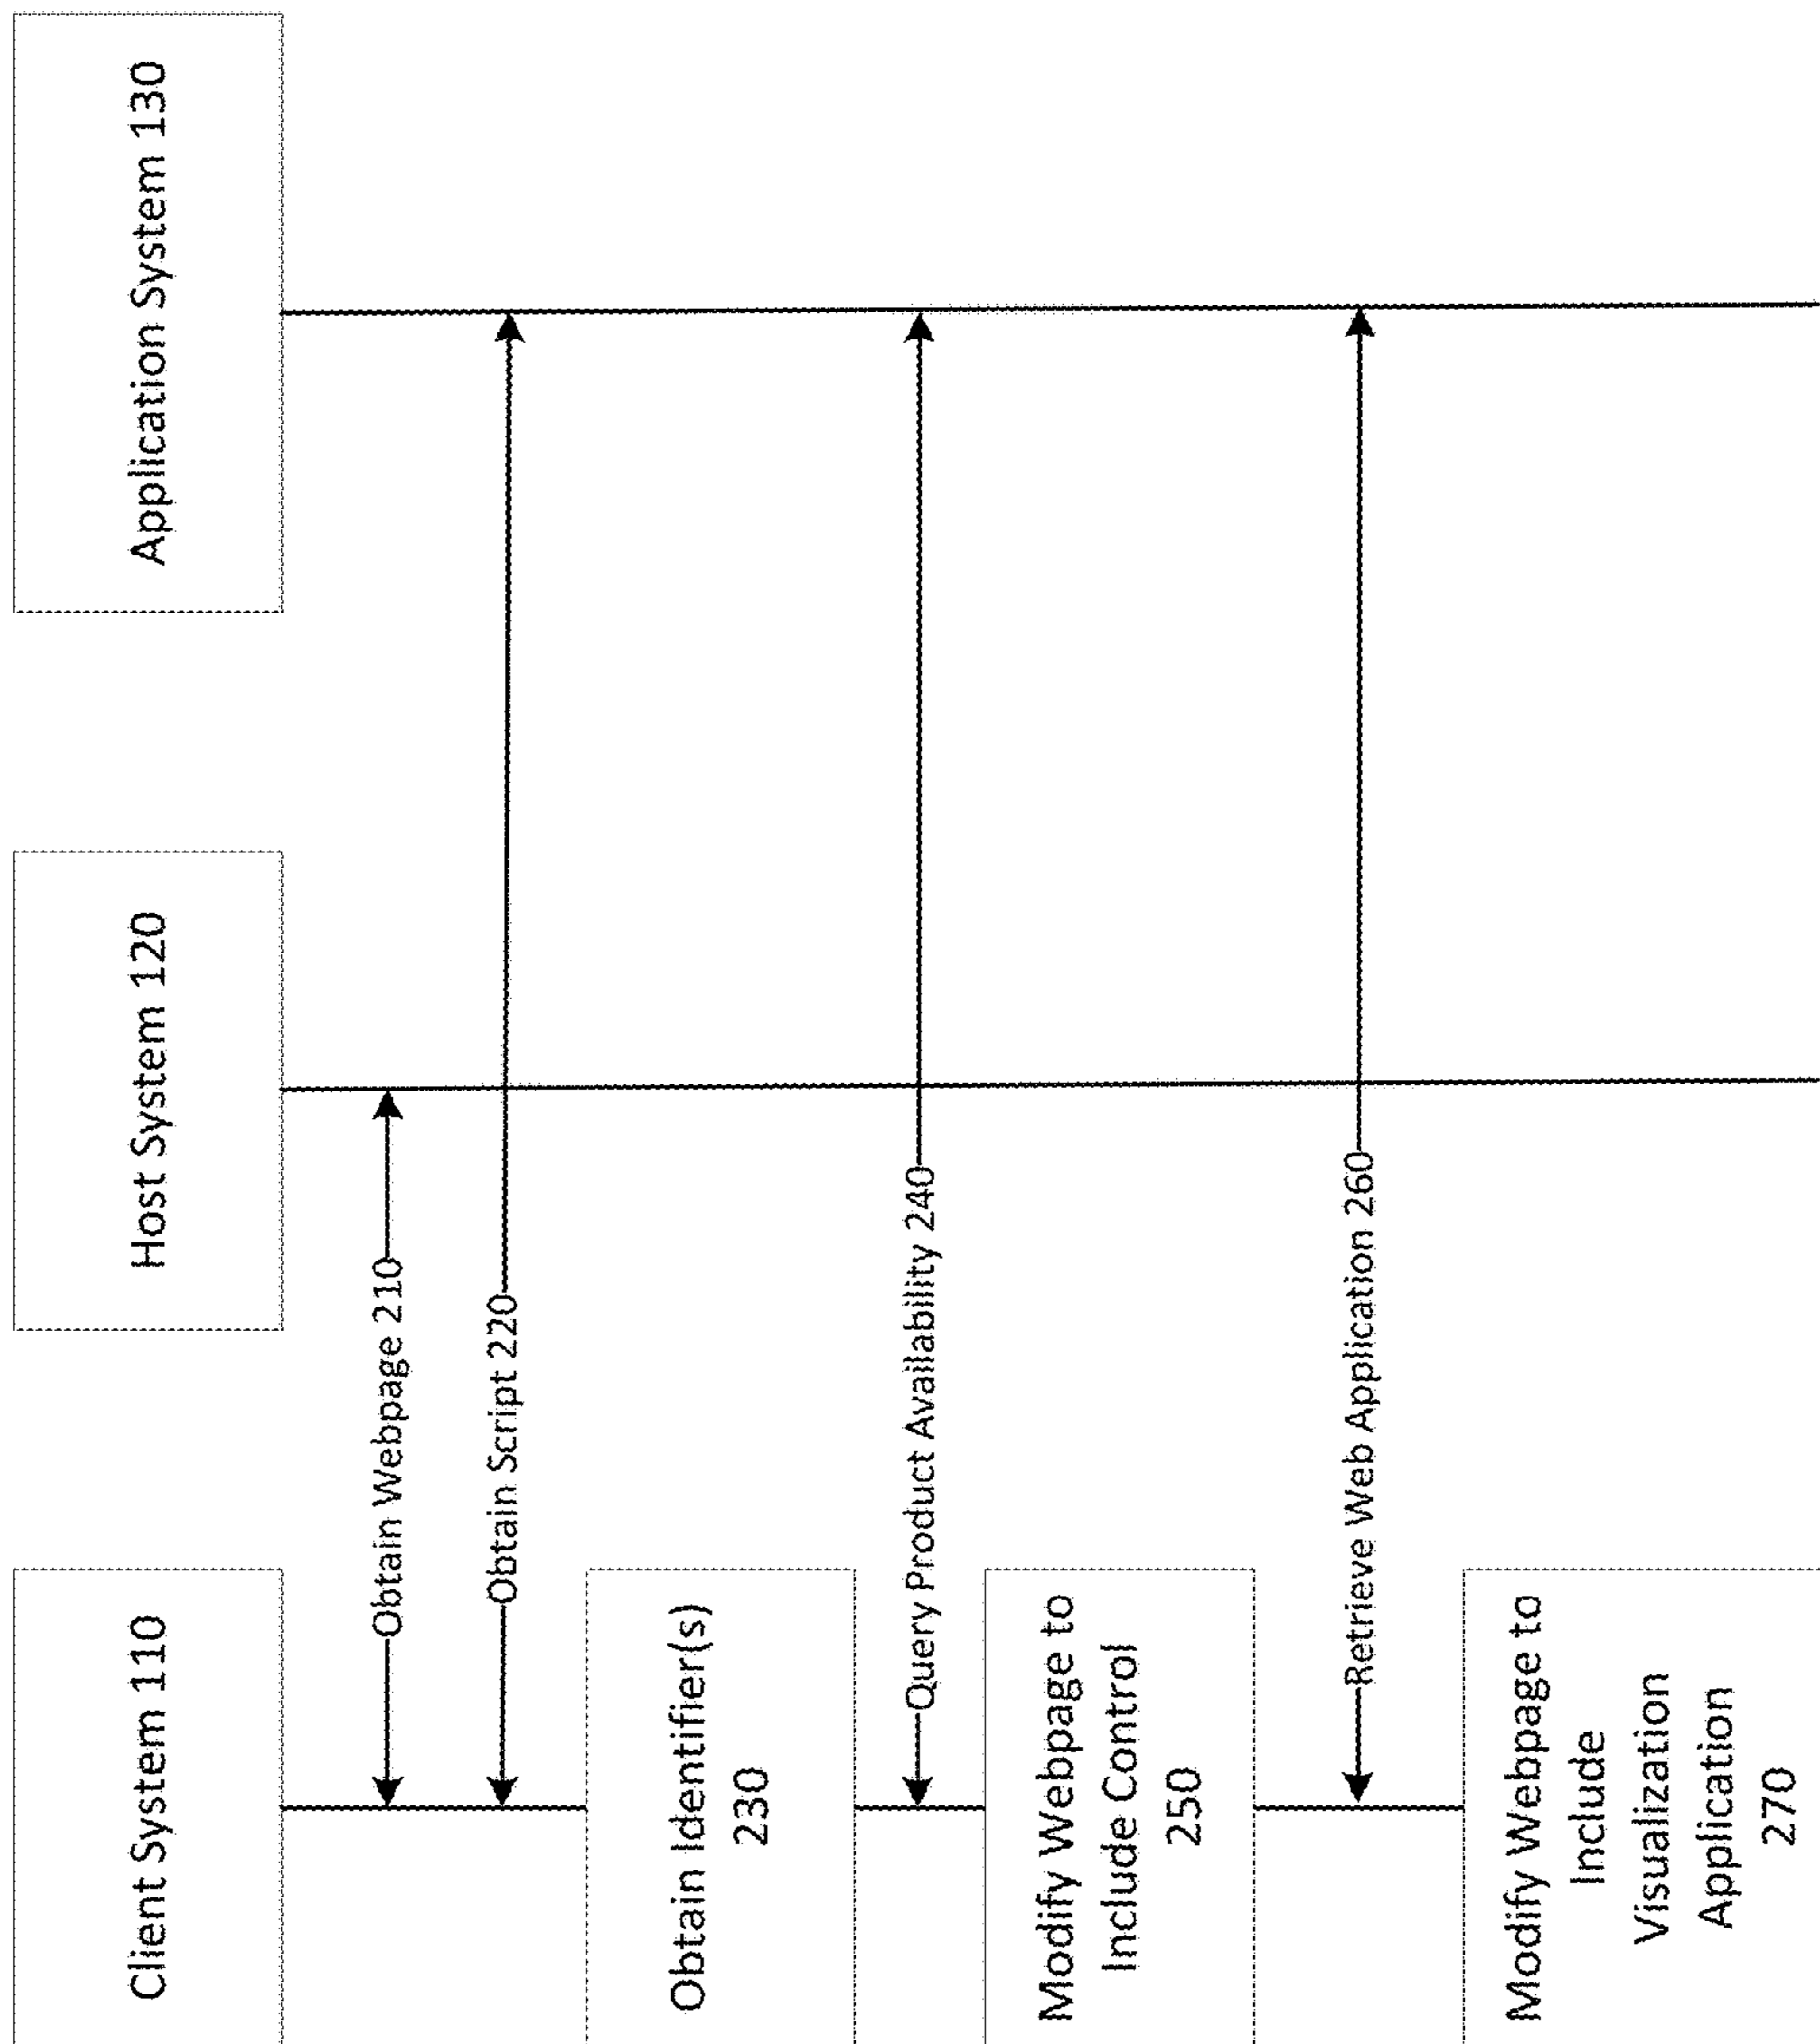 Client System 110
Host System 120
Application System 130
Obtain Webpage 210
Obtain Script 220
Obtain Identifier(s)
230
Query Product Availability 240
Modify Webpage to
Include Control
250
Retrieve Web Application 260
Modify Webpage to
Include
Visualization
Application
270